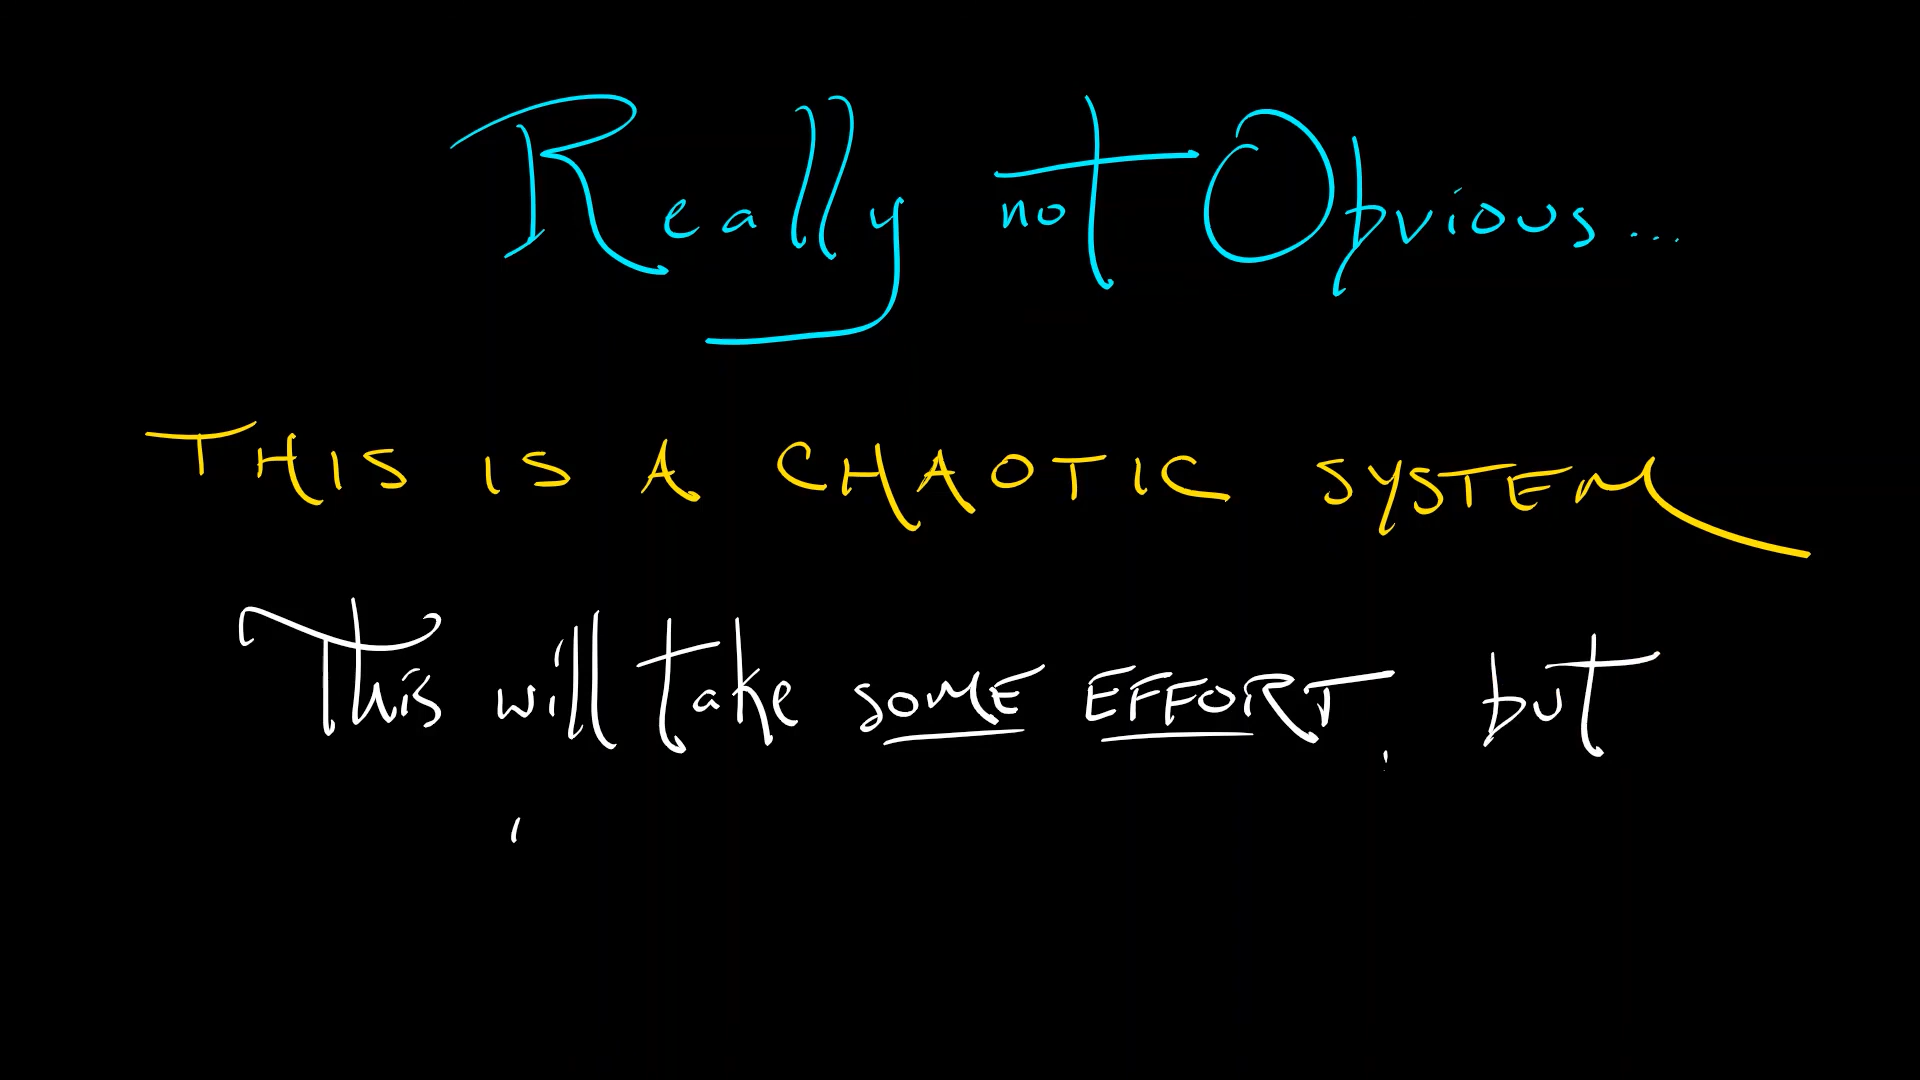 Really not Obvious...
THIS IS A CHAOTIC SYSTEM
This will take SOME EFFORT, but